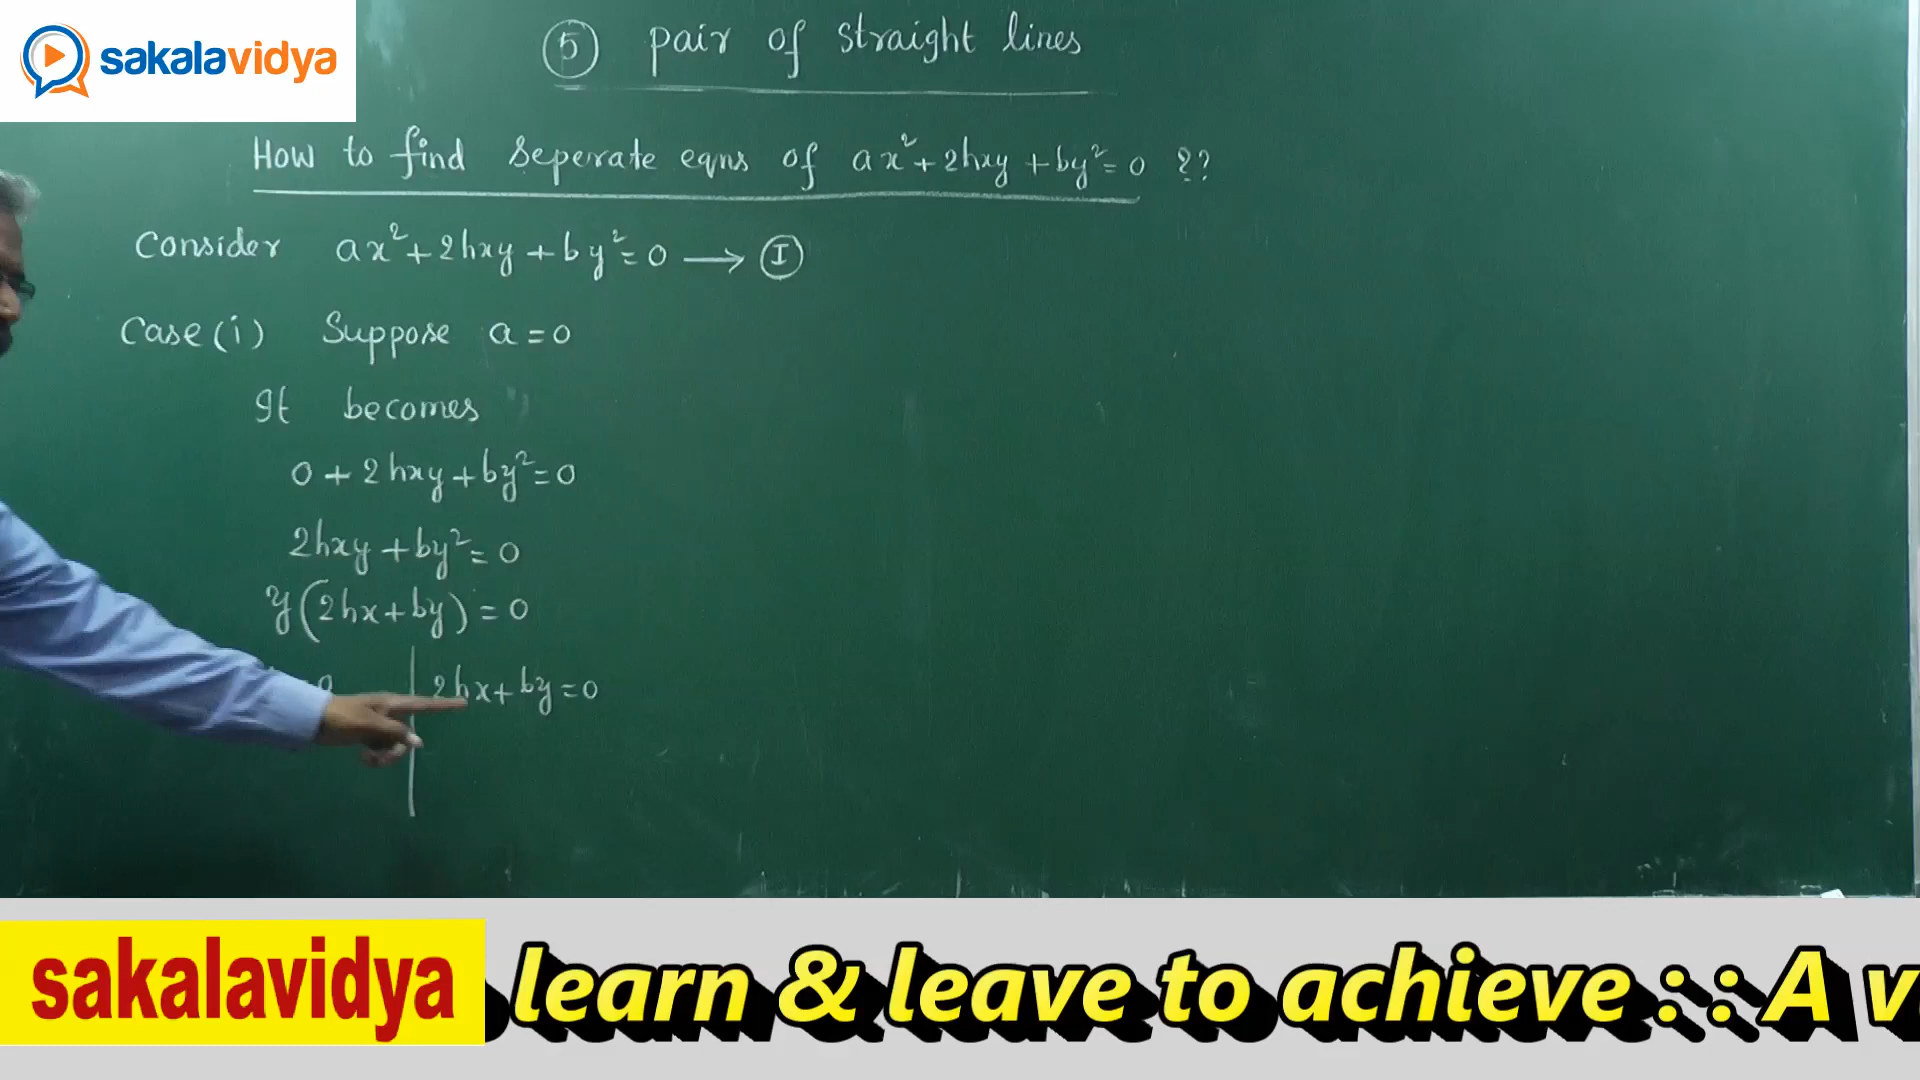 sakalavidya
5 pair of straight lines
How to find seperate eqns of ax²+2hxy+by²=0 ??
Consider ax²+2hxy+by²=0 → I
Case(i) Suppose a=0
It becomes
0+2hxy+by²=0
2hxy+by²=0
y(2hx+by)=0
2hx+by=0
sakalavidya
learn & leave to achieve : : A v